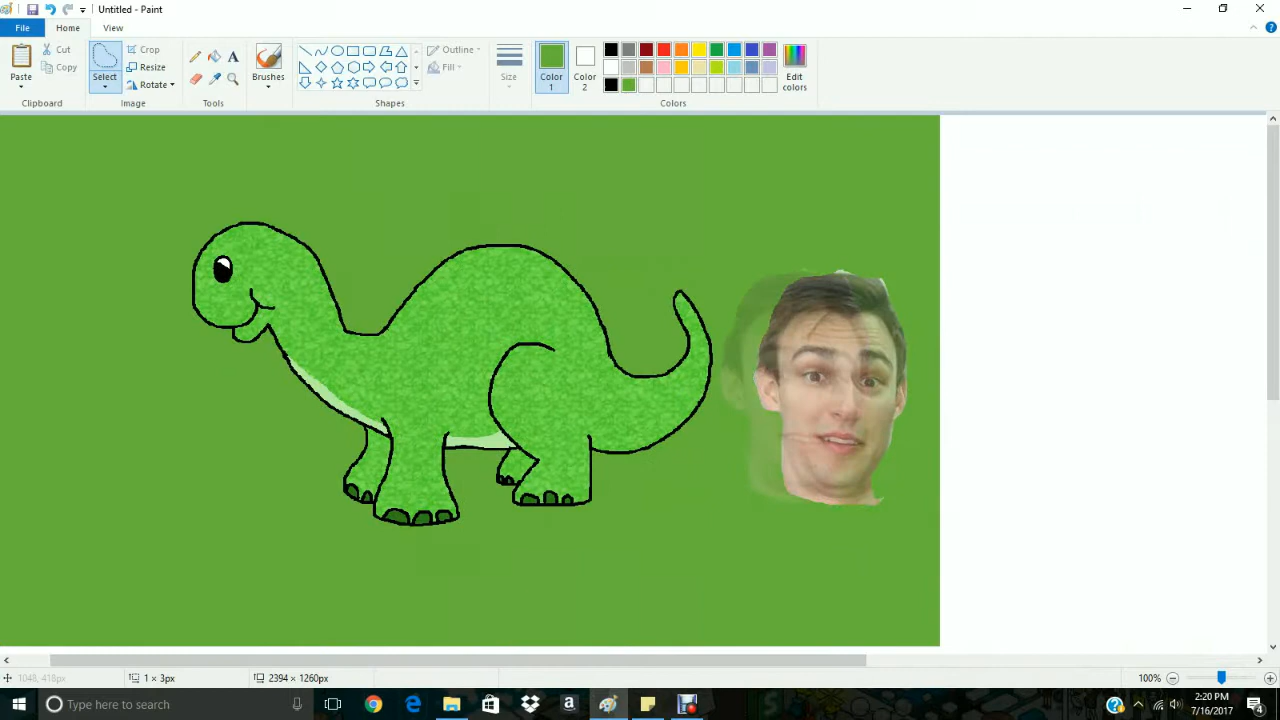 Untitled - Paint
File
Home
View
Paste
Cut
Copy
Clipboard
Select
Crop
Resize
Rotate
Image
Tools
Brushes
Shapes
Outline
Fill
Size
Color 1
Color 2
Colors
Edit colors
1048, 418px
1 × 3px
2394 × 1260px
100%
Type here to search
2:20 PM
7/16/2017